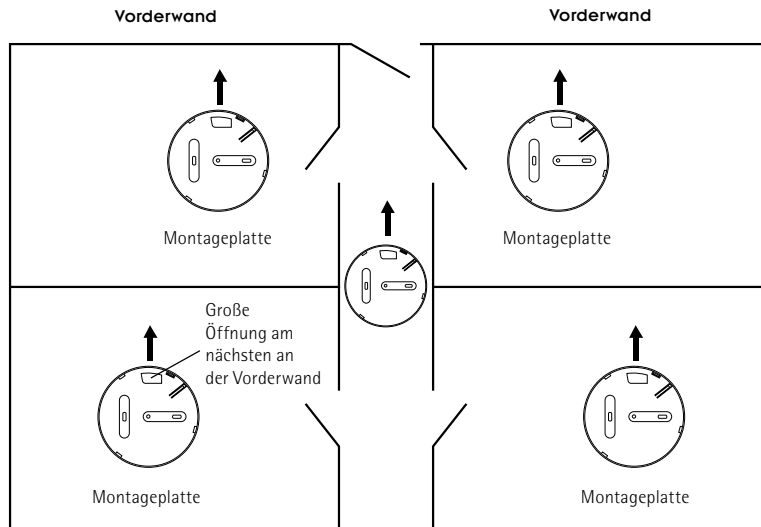 Vorderwand
Vorderwand
Montageplatte
Montageplatte
Große
Öffnung am
nächsten an
der Vorderwand
Montageplatte
Montageplatte